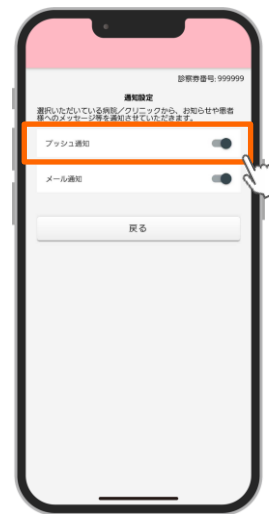 診察券番号: 999999
通知設定
選択いただいている病院／クリニックから、お知らせや患者
様へのメッセージ等を通知させていただきます。
プッシュ通知
メール通知
戻る